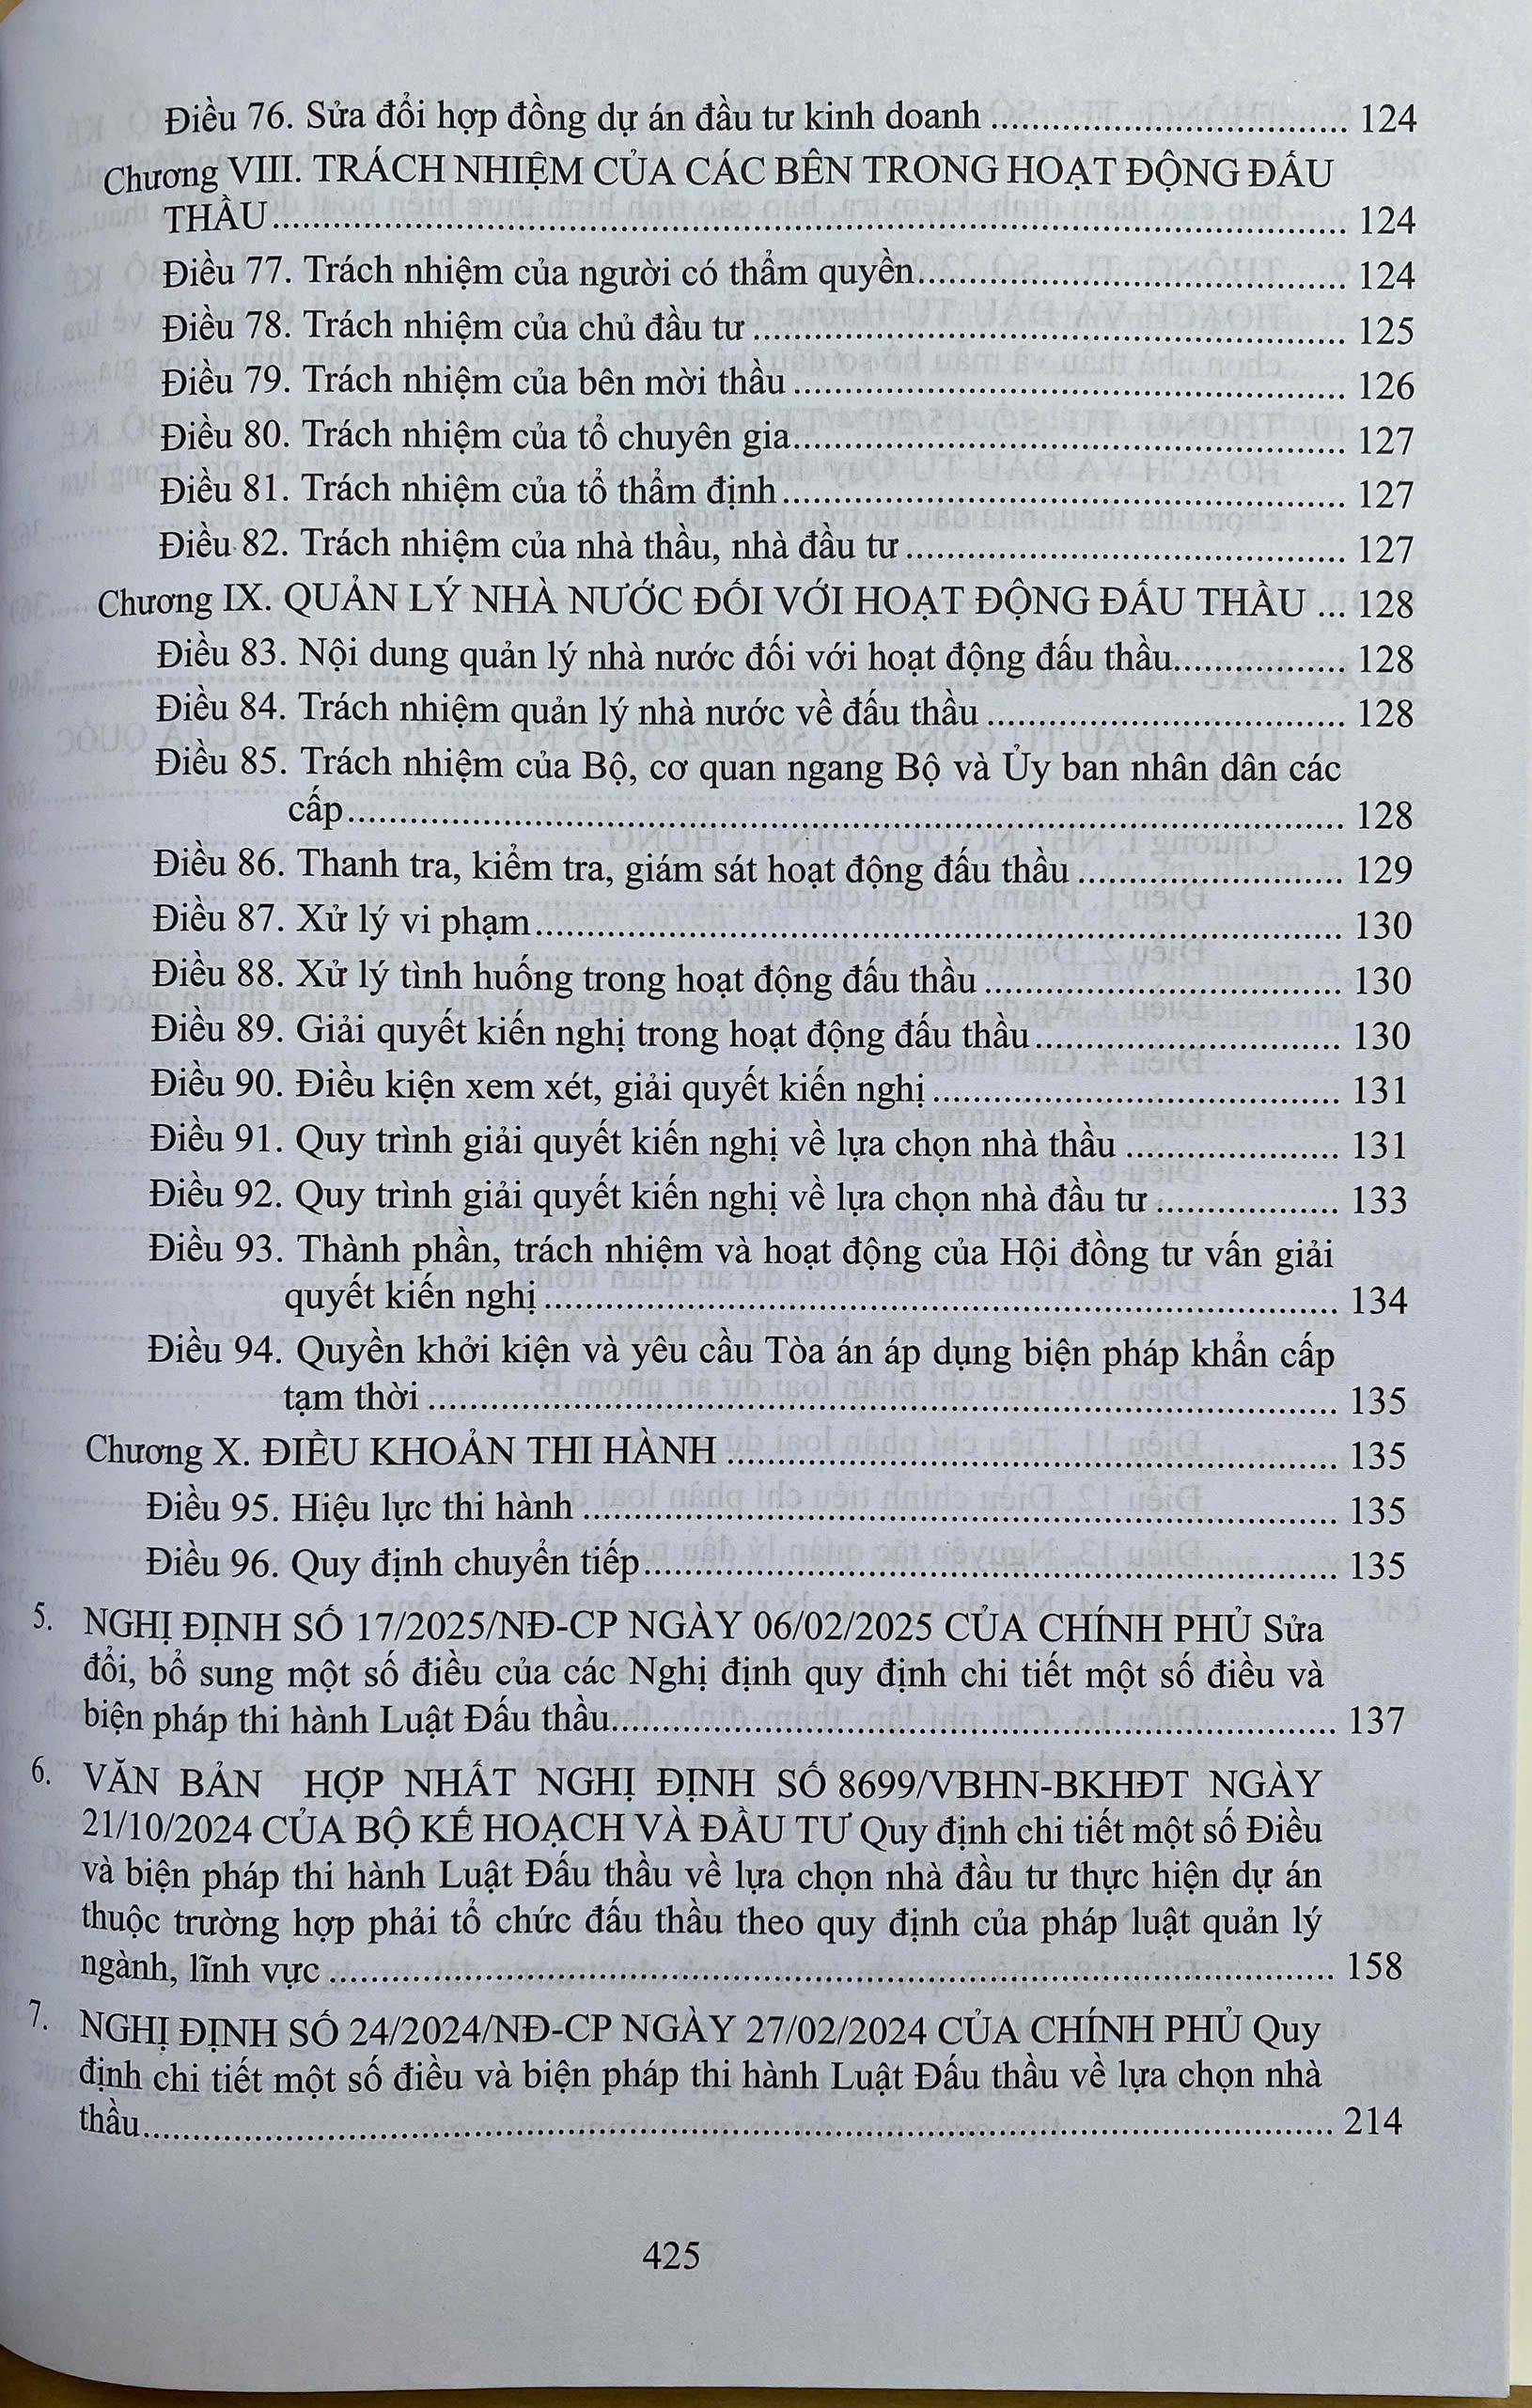 Điều 76. Sửa đổi hợp đồng dự án đầu tư kinh doanh ................................... 124
Chương VIII. TRÁCH NHIỆM CỦA CÁC BÊN TRONG HOẠT ĐỘNG ĐẤU
THẦU........................................................................................................ 124
Điều 77. Trách nhiệm của người có thẩm quyền.......................................... 124
Điều 78. Trách nhiệm của chủ đầu tư .......................................................... 125
Điều 79. Trách nhiệm của bên mời thầu ...................................................... 126
Điều 80. Trách nhiệm của tổ chuyên gia...................................................... 127
Điều 81. Trách nhiệm của tổ thẩm định....................................................... 127
Điều 82. Trách nhiệm của nhà thầu, nhà đầu tư ........................................... 127
Chương IX. QUẢN LÝ NHÀ NƯỚC ĐỐI VỚI HOẠT ĐỘNG ĐẤU THẦU ... 128
Điều 83. Nội dung quản lý nhà nước đối với hoạt động đấu thầu................. 128
Điều 84. Trách nhiệm quản lý nhà nước về đấu thầu ................................... 128
Điều 85. Trách nhiệm của Bộ, cơ quan ngang Bộ và Ủy ban nhân dân các
cấp................................................................................................. 128
Điều 86. Thanh tra, kiểm tra, giám sát hoạt động đấu thầu .......................... 129
Điều 87. Xử lý vi phạm............................................................................... 130
Điều 88. Xử lý tình huống trong hoạt động đấu thầu ................................... 130
Điều 89. Giải quyết kiến nghị trong hoạt động đấu thầu.............................. 130
Điều 90. Điều kiện xem xét, giải quyết kiến nghị........................................ 131
Điều 91. Quy trình giải quyết kiến nghị về lựa chọn nhà thầu ..................... 131
Điều 92. Quy trình giải quyết kiến nghị về lựa chọn nhà đầu tư .................. 133
Điều 93. Thành phần, trách nhiệm và hoạt động của Hội đồng tư vấn giải
quyết kiến nghị.............................................................................. 134
Điều 94. Quyền khởi kiện và yêu cầu Tòa án áp dụng biện pháp khẩn cấp
tạm thời ......................................................................................... 135
Chương X. ĐIỀU KHOẢN THI HÀNH ............................................................ 135
Điều 95. Hiệu lực thi hành .......................................................................... 135
Điều 96. Quy định chuyển tiếp.................................................................... 135
5. NGHỊ ĐỊNH SỐ 17/2025/NĐ-CP NGÀY 06/02/2025 CỦA CHÍNH PHỦ Sửa
đổi, bổ sung một số điều của các Nghị định quy định chi tiết một số điều và
biện pháp thi hành Luật Đấu thầu....................................................................... 137
6. VĂN BẢN HỢP NHẤT NGHỊ ĐỊNH SỐ 8699/VBHN-BKHĐT NGÀY
21/10/2024 CỦA BỘ KẾ HOẠCH VÀ ĐẦU TƯ Quy định chi tiết một số Điều
và biện pháp thi hành Luật Đấu thầu về lựa chọn nhà đầu tư thực hiện dự án
thuộc trường hợp phải tổ chức đấu thầu theo quy định của pháp luật quản lý
ngành, lĩnh vực .................................................................................................. 158
7. NGHỊ ĐỊNH SỐ 24/2024/NĐ-CP NGÀY 27/02/2024 CỦA CHÍNH PHỦ Quy
định chi tiết một số điều và biện pháp thi hành Luật Đấu thầu về lựa chọn nhà
thầu.................................................................................................................... 214
425